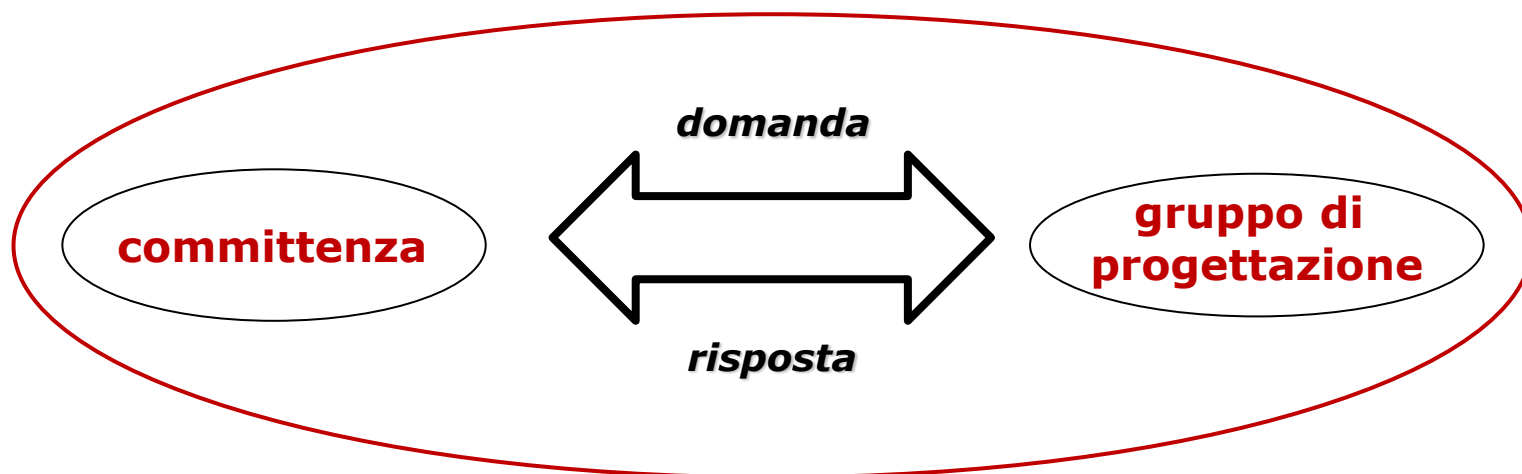 domanda
committenza
gruppo di
progettazione
risposta